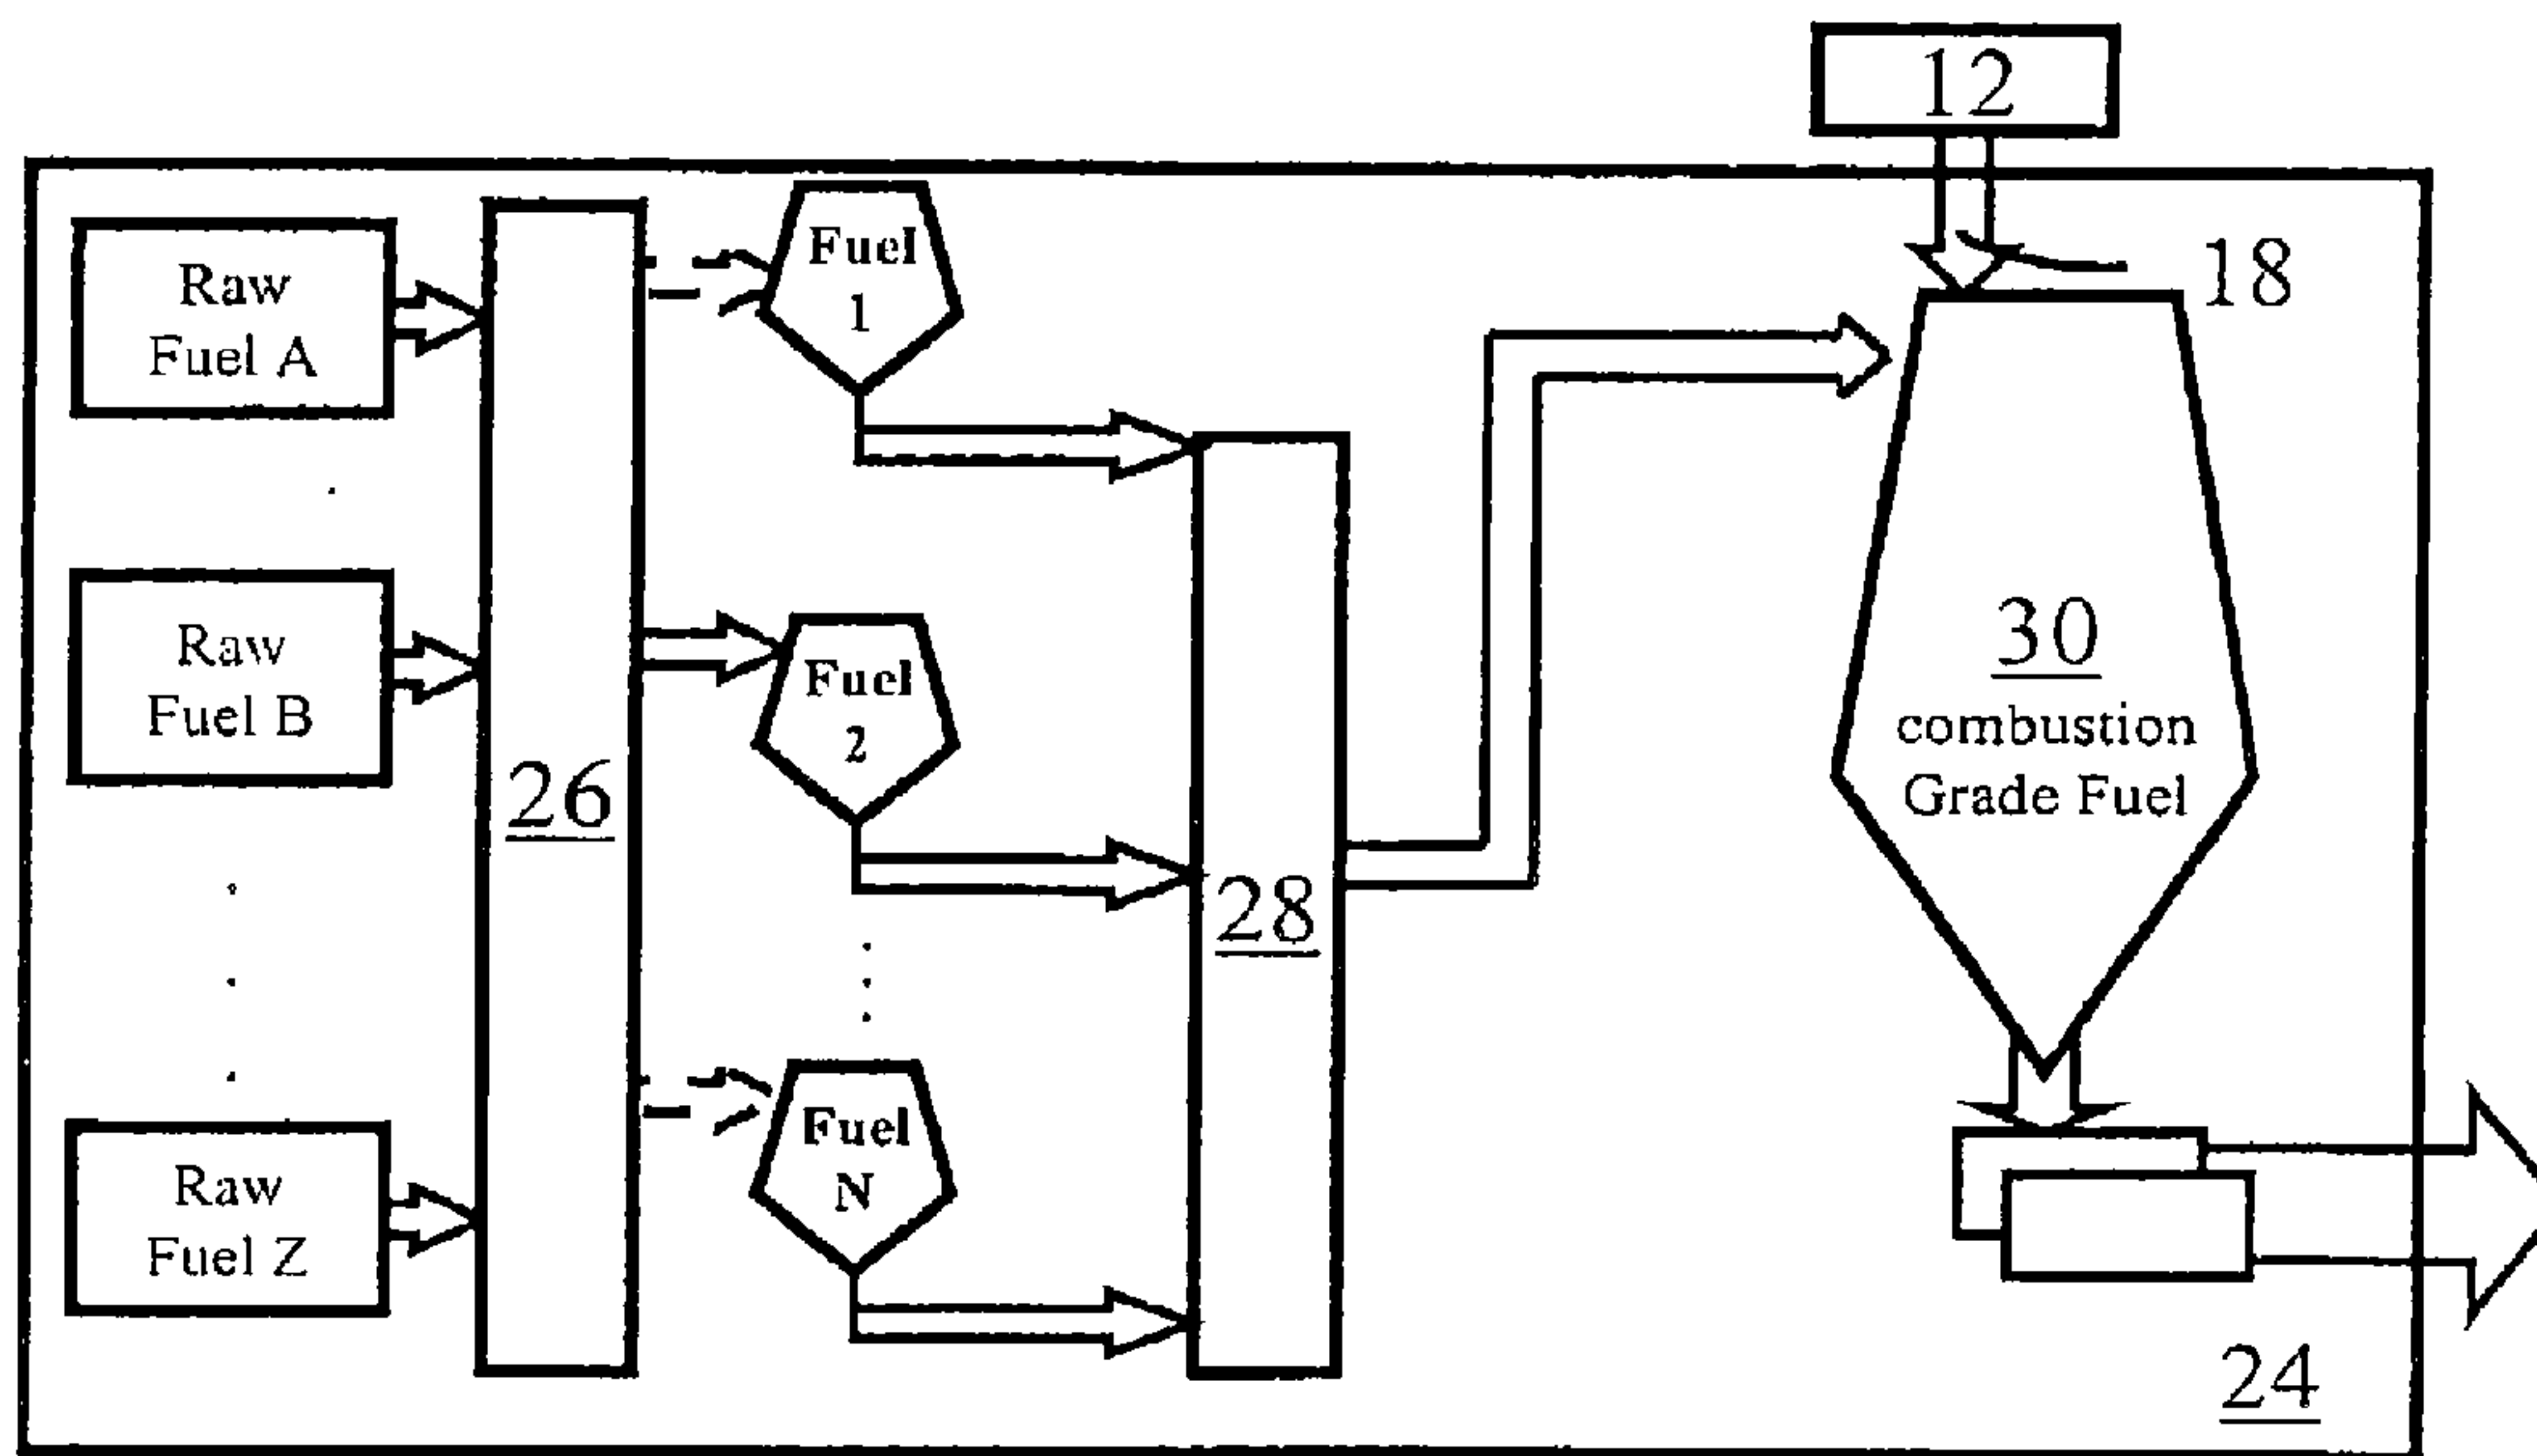 12
18
Raw
Fuel A
Raw
Fuel B
Raw
Fuel Z
26
Fuel
1
Fuel
2
Fuel
N
28
30
combustion
Grade Fuel
24